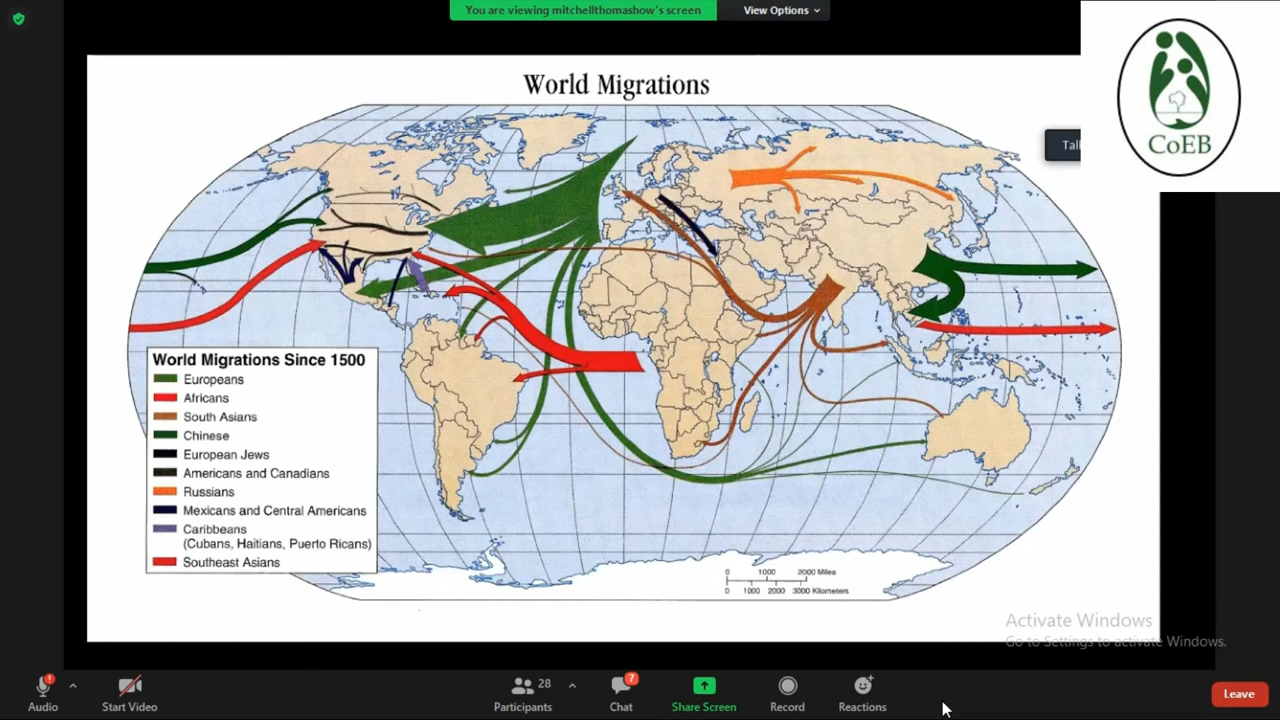 You are viewing mitchellthomashow's screen
View Options
World Migrations
Tal
CoEB
World Migrations Since 1500
Europeans
Africans
South Asians
Chinese
European Jews
Americans and Canadians
Russians
Mexicans and Central Americans
Caribbeans
(Cubans, Haitians, Puerto Ricans)
Southeast Asians
0 1000 2000 Miles
0 1000 2000 3000 Kilometers
Activate Windows
Go to Settings to activate Windows.
Audio
Start Video
28
Participants
7
Chat
Share Screen
Record
Reactions
Leave